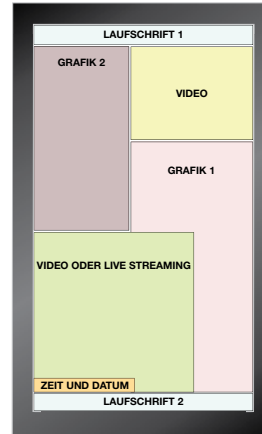 LAUFSCHRIFT 1
GRAFIK 2
VIDEO
GRAFIK 1
VIDEO ODER LIVE STREAMING
ZEIT UND DATUM
LAUFSCHRIFT 2